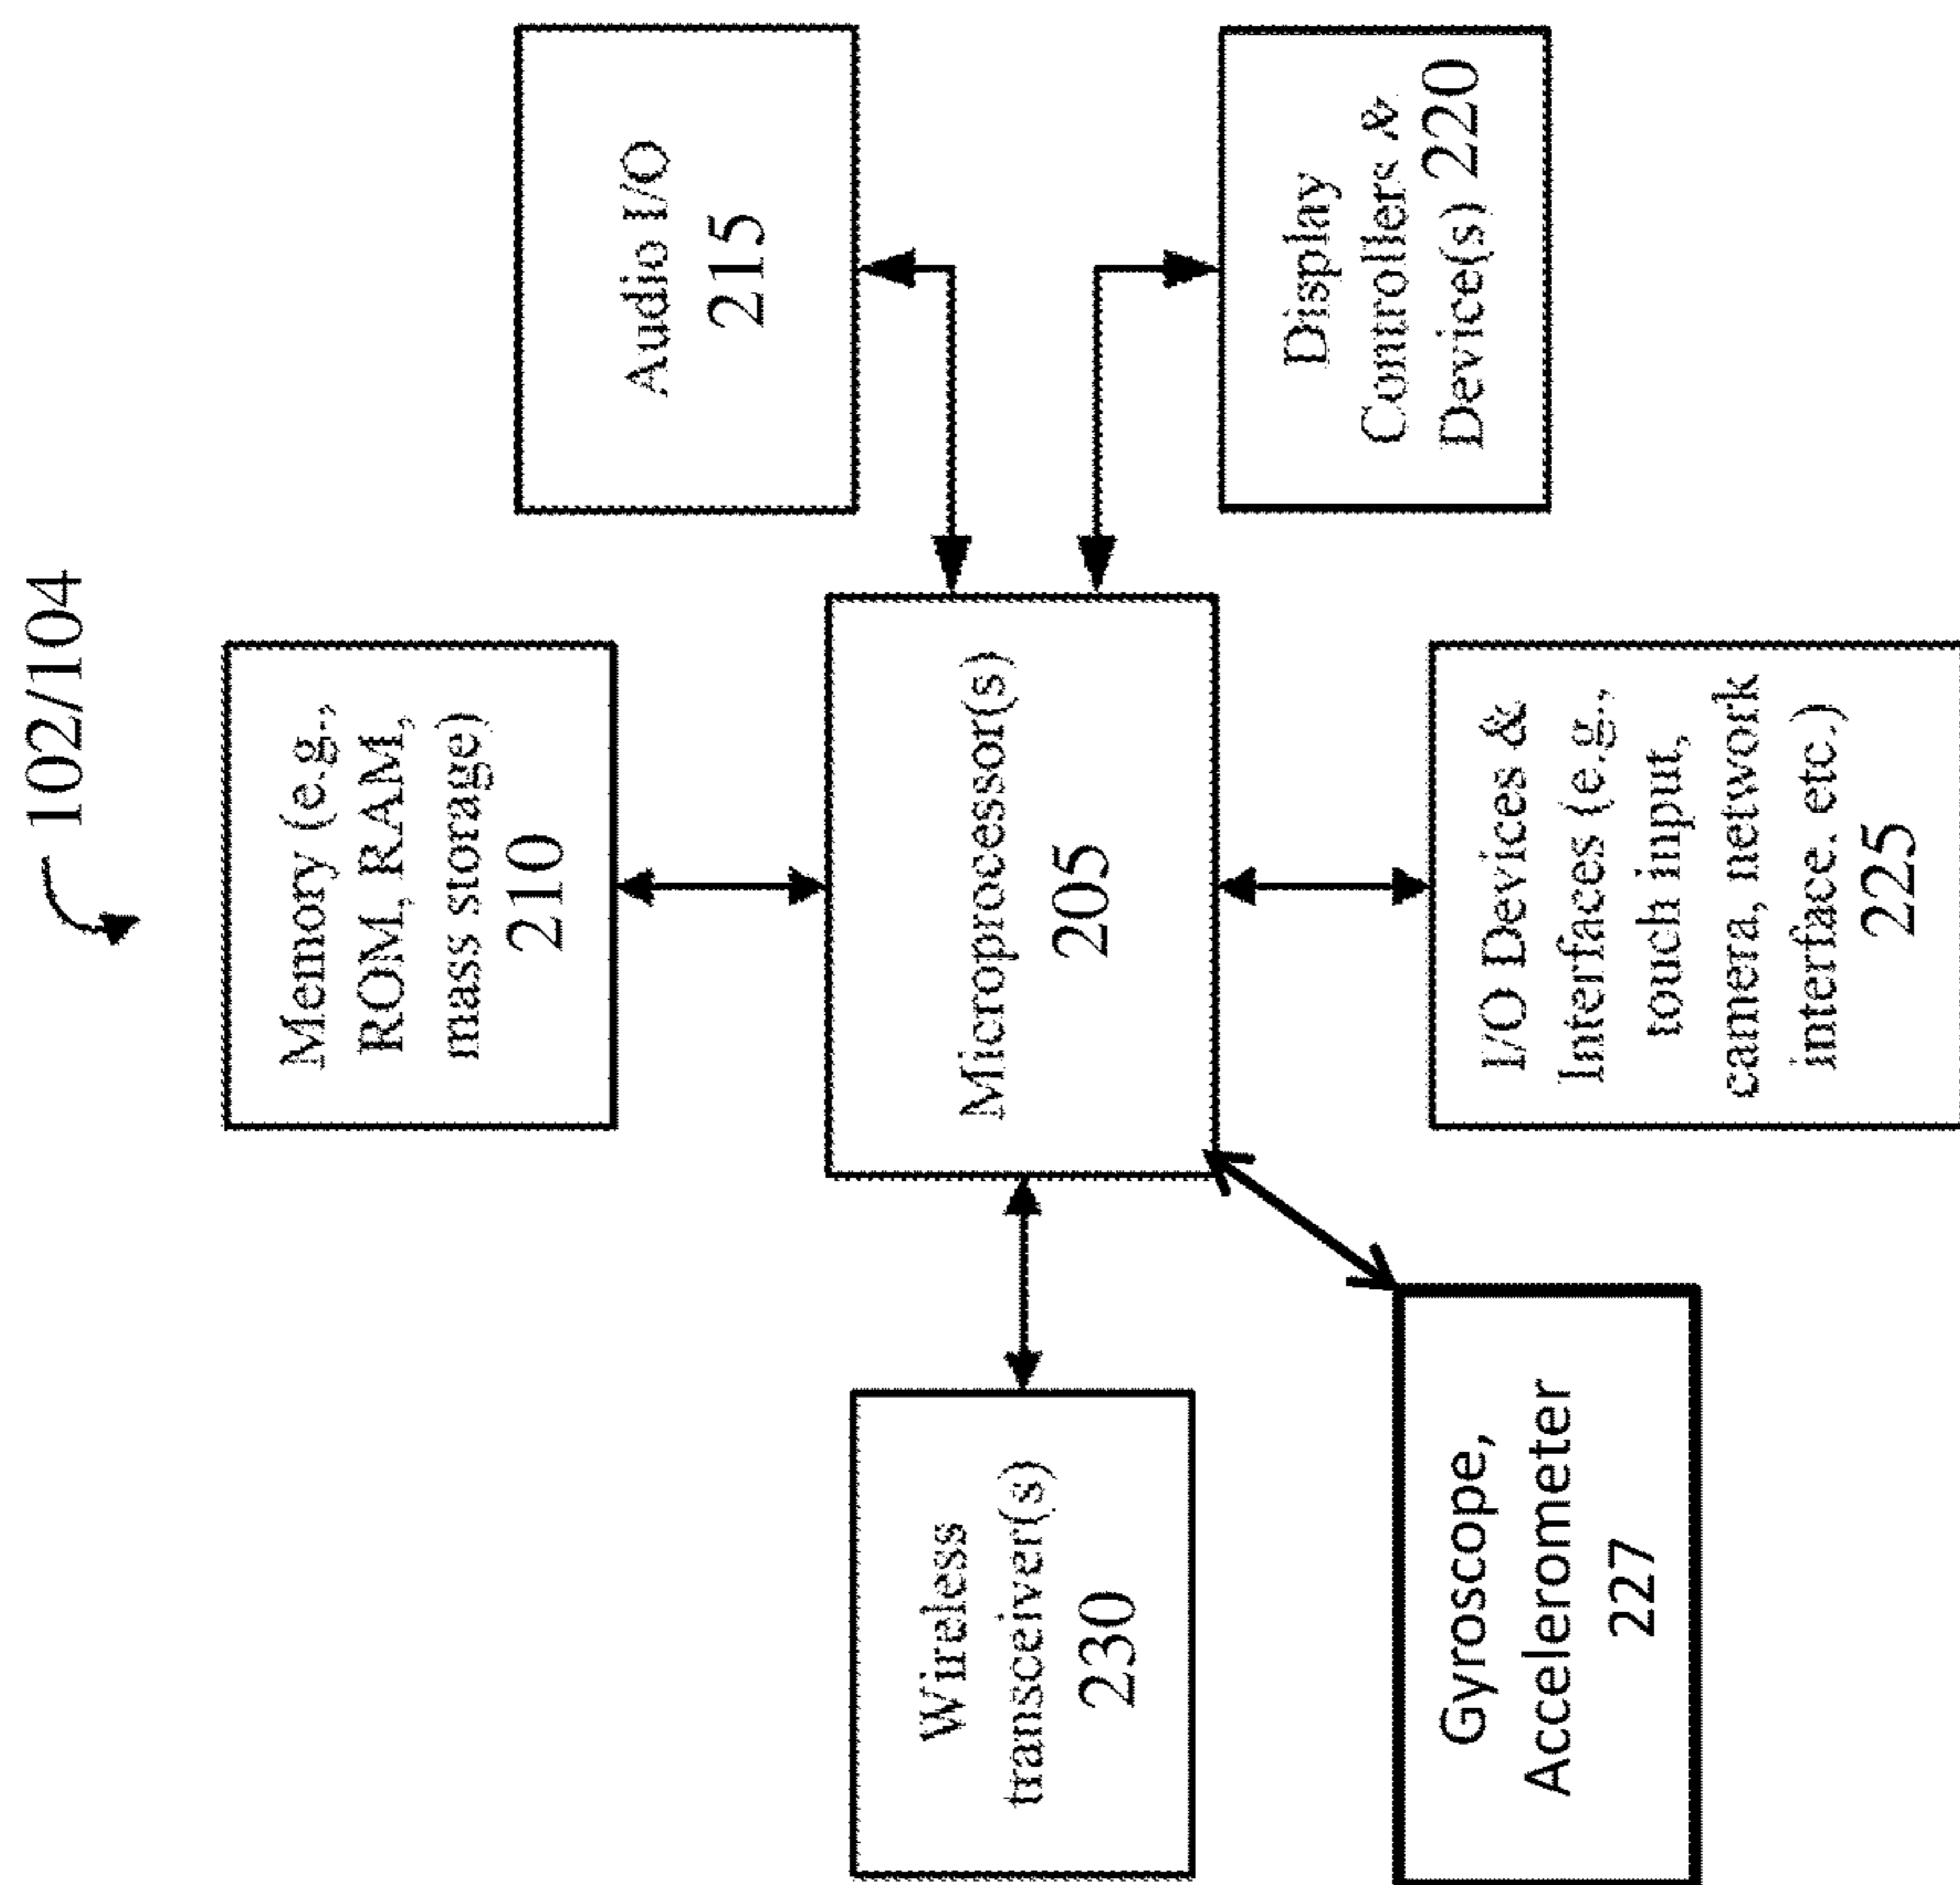 102/104
Memory (e.g.,
ROM, RAM,
mass storage)
210
Wireless
transceiver(s)
230
Microprocessor(s)
205
Audio I/O
215
Gyroscope,
Accelerometer
227
I/O Devices &
Interfaces (e.g.,
touch input,
camera, network
interface. etc.)
225
Display
Controllers &
Device(s) 220